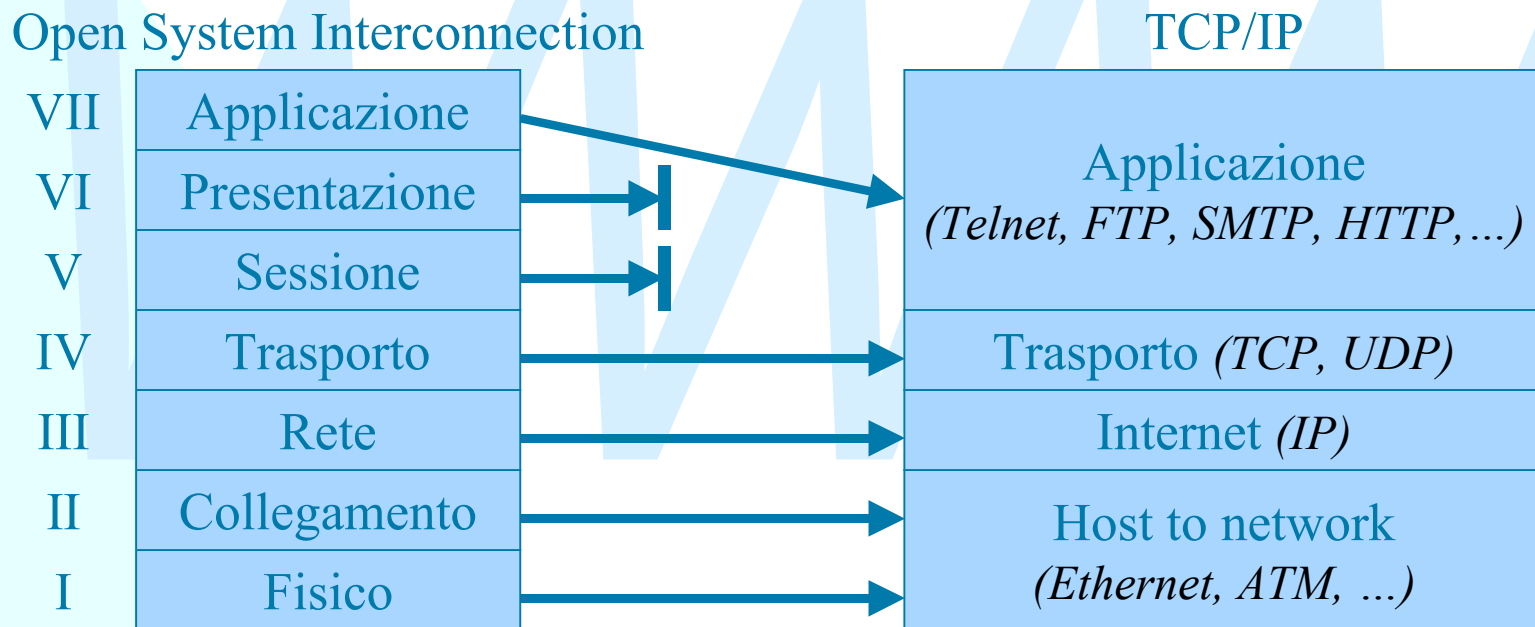 Open System Interconnection
TCP/IP
VII Applicazione
VI Presentazione
V Sessione
IV Trasporto
III Rete
II Collegamento
I Fisico
Applicazione
(Telnet, FTP, SMTP, HTTP,…)
Trasporto (TCP, UDP)
Internet (IP)
Host to network
(Ethernet, ATM, …)